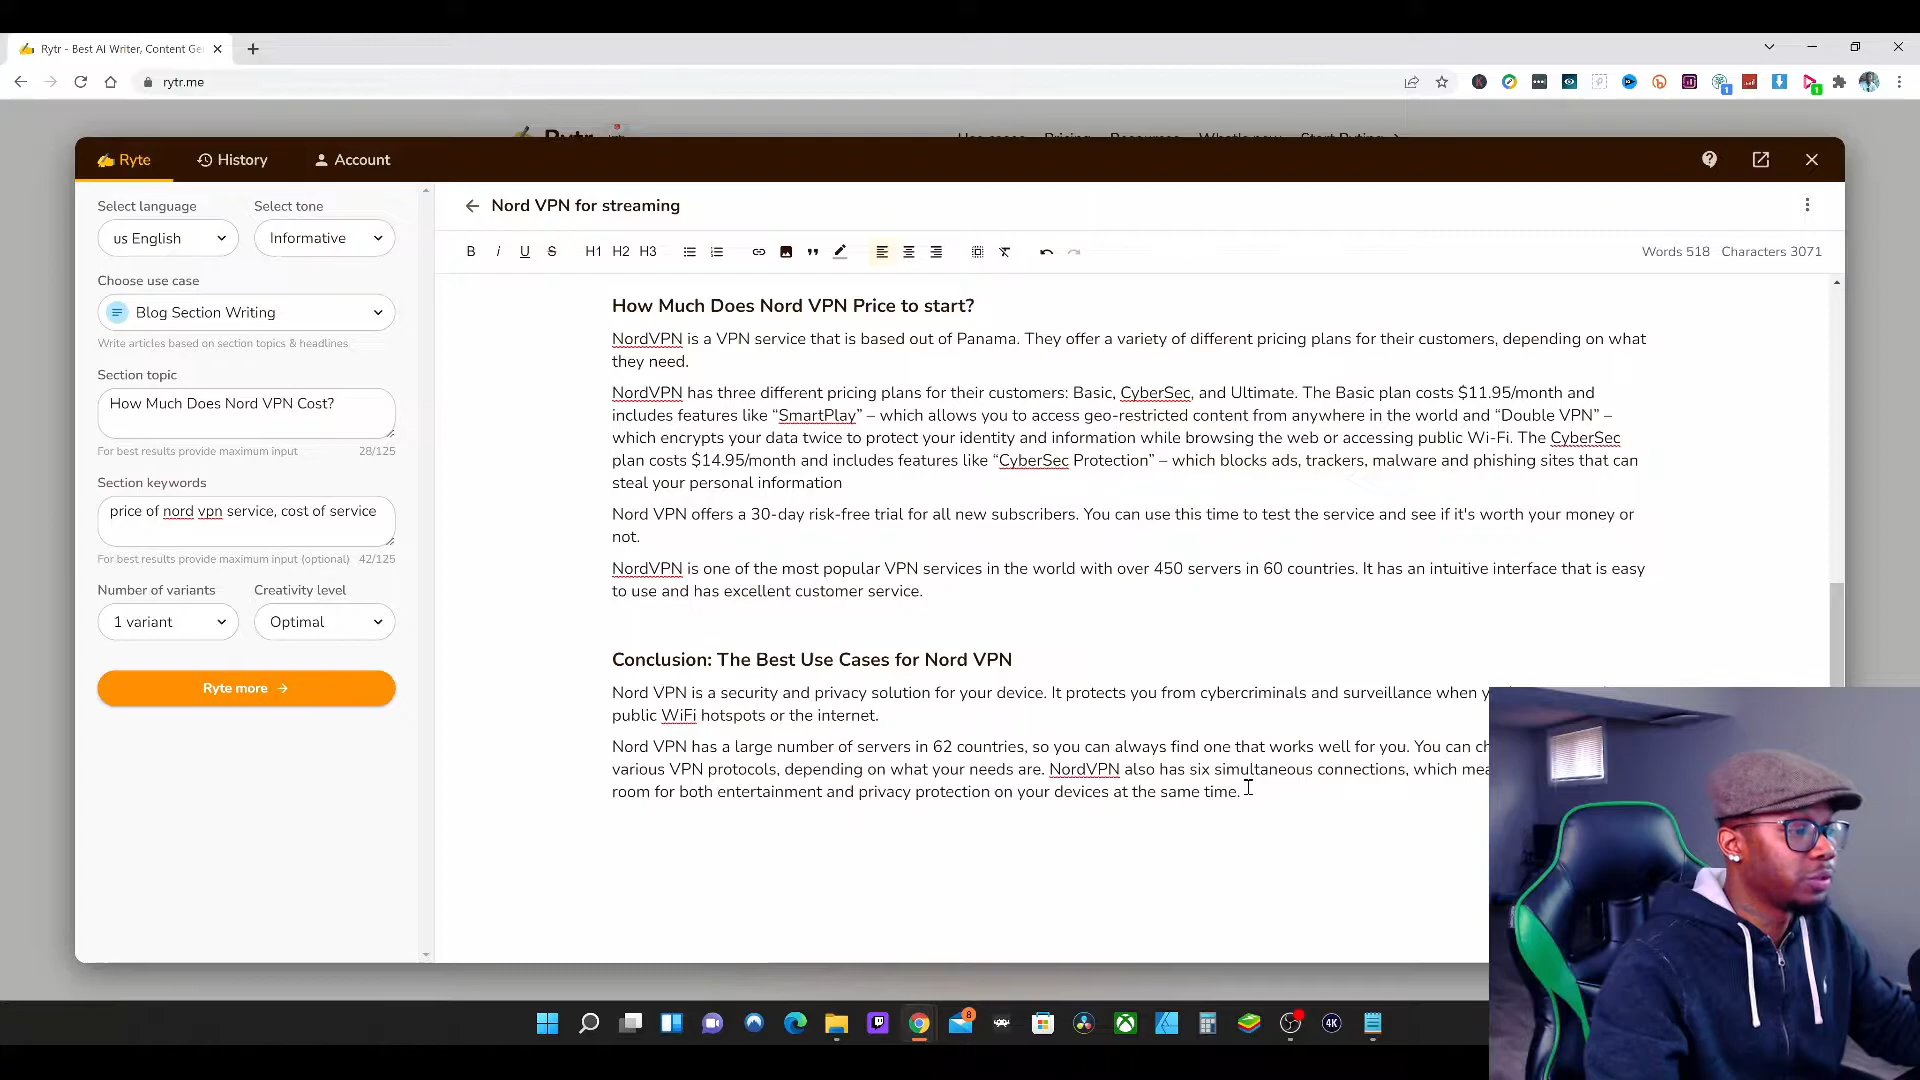 Rytr - Best AI Writer, Content Ge
rytr.me
Ryte
History
Account
Select language
Select tone
us English
Informative
Choose use case
Blog Section Writing
Write articles based on section topics & headlines
Section topic
How Much Does Nord VPN Cost?
For best results provide maximum input 28/125
Section keywords
price of nord vpn service, cost of service
For best results provide maximum input (optional) 42/125
Number of variants
Creativity level
1 variant
Optimal
Ryte more
Nord VPN for streaming
B i U S H1 H2 H3
Words 518 Characters 3071
How Much Does Nord VPN Price to start?
NordVPN is a VPN service that is based out of Panama. They offer a variety of different pricing plans for their customers, depending on what
they need.
NordVPN has three different pricing plans for their customers: Basic, CyberSec, and Ultimate. The Basic plan costs $11.95/month and
includes features like “SmartPlay” – which allows you to access geo-restricted content from anywhere in the world and “Double VPN” –
which encrypts your data twice to protect your identity and information while browsing the web or accessing public Wi-Fi. The CyberSec
plan costs $14.95/month and includes features like “CyberSec Protection” – which blocks ads, trackers, malware and phishing sites that can
steal your personal information
Nord VPN offers a 30-day risk-free trial for all new subscribers. You can use this time to test the service and see if it's worth your money or
not.
NordVPN is one of the most popular VPN services in the world with over 450 servers in 60 countries. It has an intuitive interface that is easy
to use and has excellent customer service.
Conclusion: The Best Use Cases for Nord VPN
Nord VPN is a security and privacy solution for your device. It protects you from cybercriminals and surveillance when
public WiFi hotspots or the internet.
Nord VPN has a large number of servers in 62 countries, so you can always find one that works well for you. You can
various VPN protocols, depending on what your needs are. NordVPN also has six simultaneous connections, which
room for both entertainment and privacy protection on your devices at the same time.
8
4K